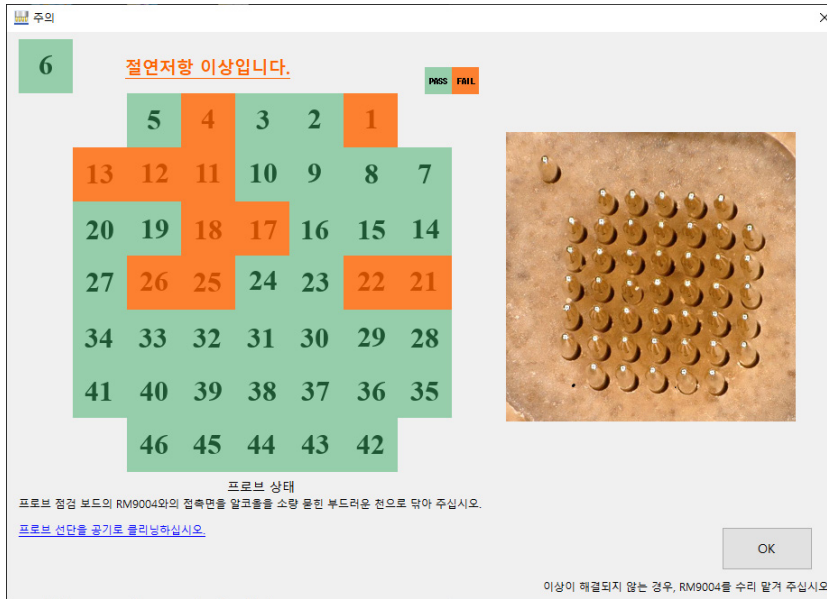 주의
6
절연저항 이상입니다.
PASS FAIL
5 4 3 2 1
13 12 11 10 9 8 7
20 19 18 17 16 15 14
27 26 25 24 23 22 21
34 33 32 31 30 29 28
41 40 39 38 37 36 35
46 45 44 43 42
프로브 상태
프로브 점검 보드의 RM9004와의 접촉면을 알코올을 소량 묻힌 부드러운 천으로 닦아 주십시오.
프로브 선단을 공기로 클리닝하십시오.
OK
이상이 해결되지 않는 경우, RM9004를 수리 맡겨 주십시오